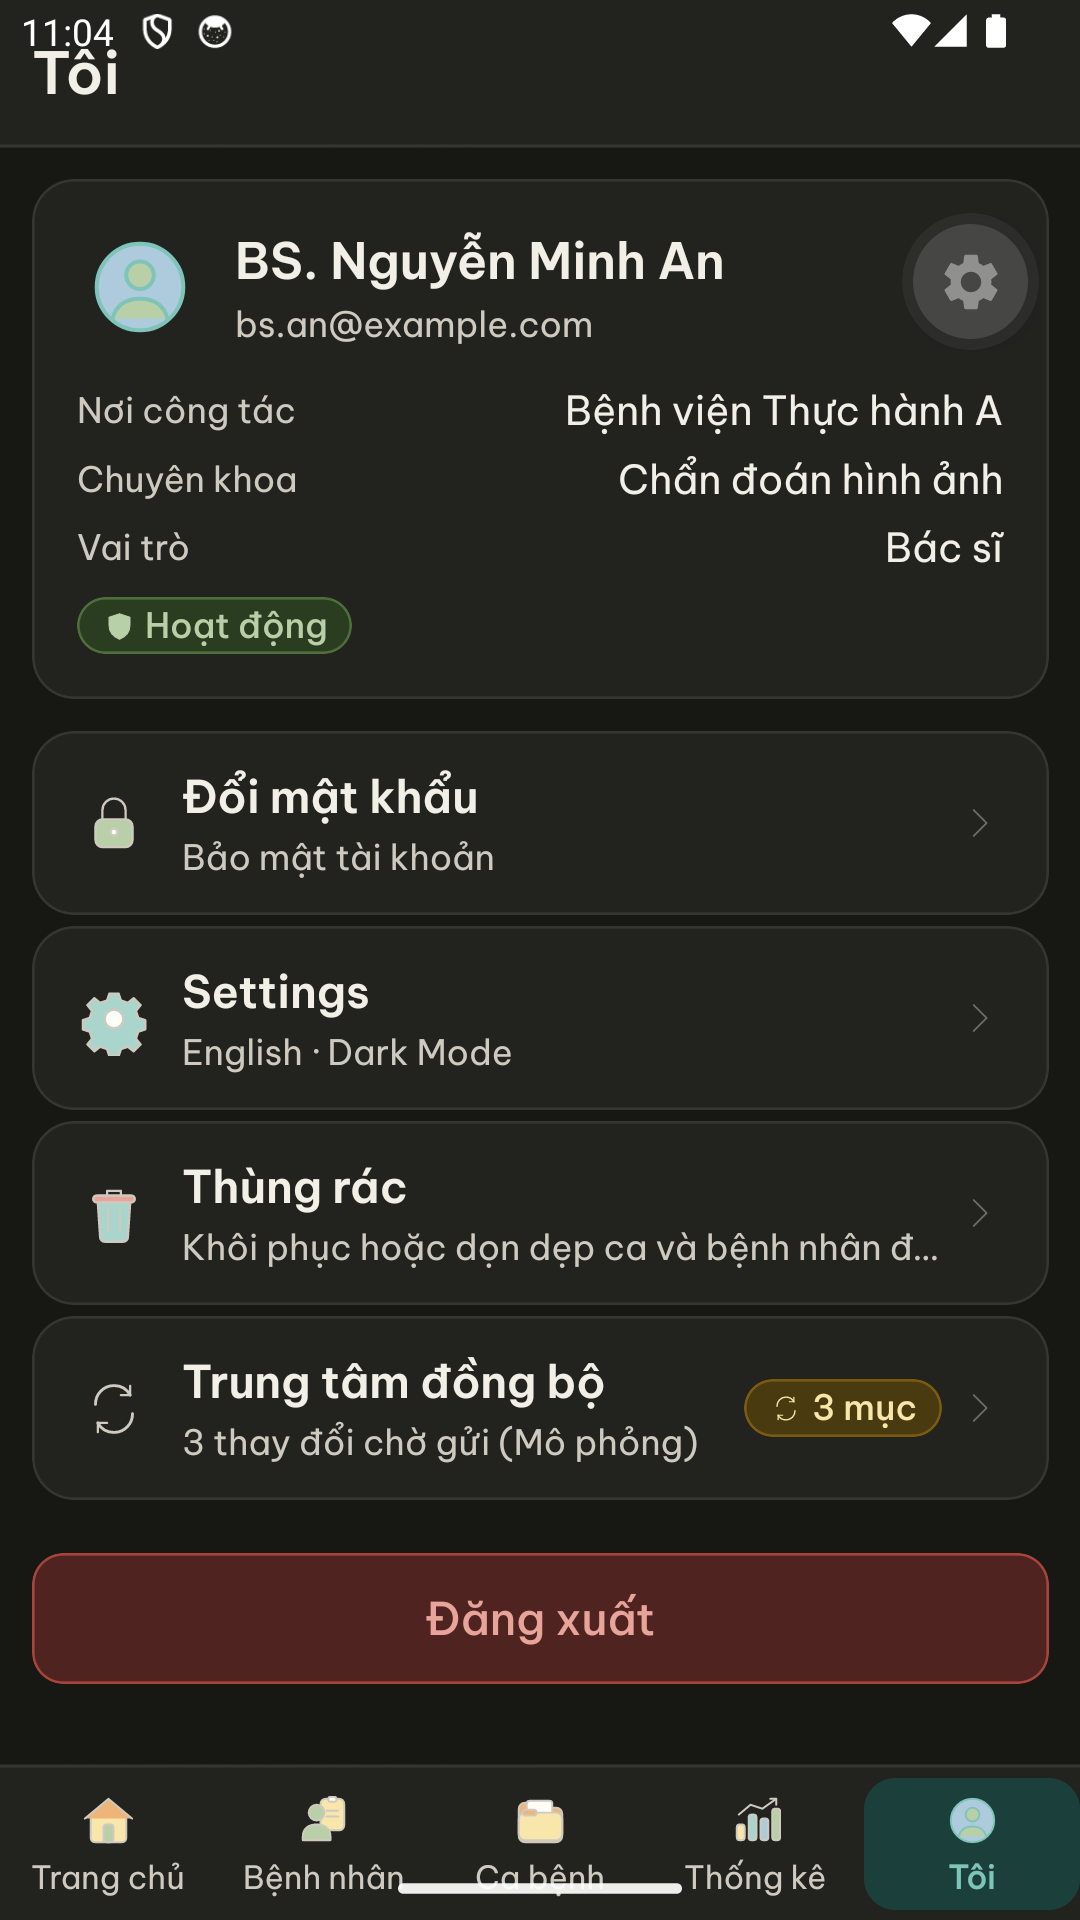 11:04
Tôi
BS. Nguyễn Minh An
bs.an@example.com
Nơi công tác
Bệnh viện Thực hành A
Chuyên khoa
Chẩn đoán hình ảnh
Vai trò
Bác sĩ
Hoạt động
Đổi mật khẩu
Bảo mật tài khoản
Settings
English · Dark Mode
Thùng rác
Khôi phục hoặc dọn dẹp ca và bệnh nhân đ...
Trung tâm đồng bộ
3 thay đổi chờ gửi (Mô phỏng)
3 mục
Đăng xuất
Trang chủ
Bệnh nhân
Ca bệnh
Thống kê
Tôi